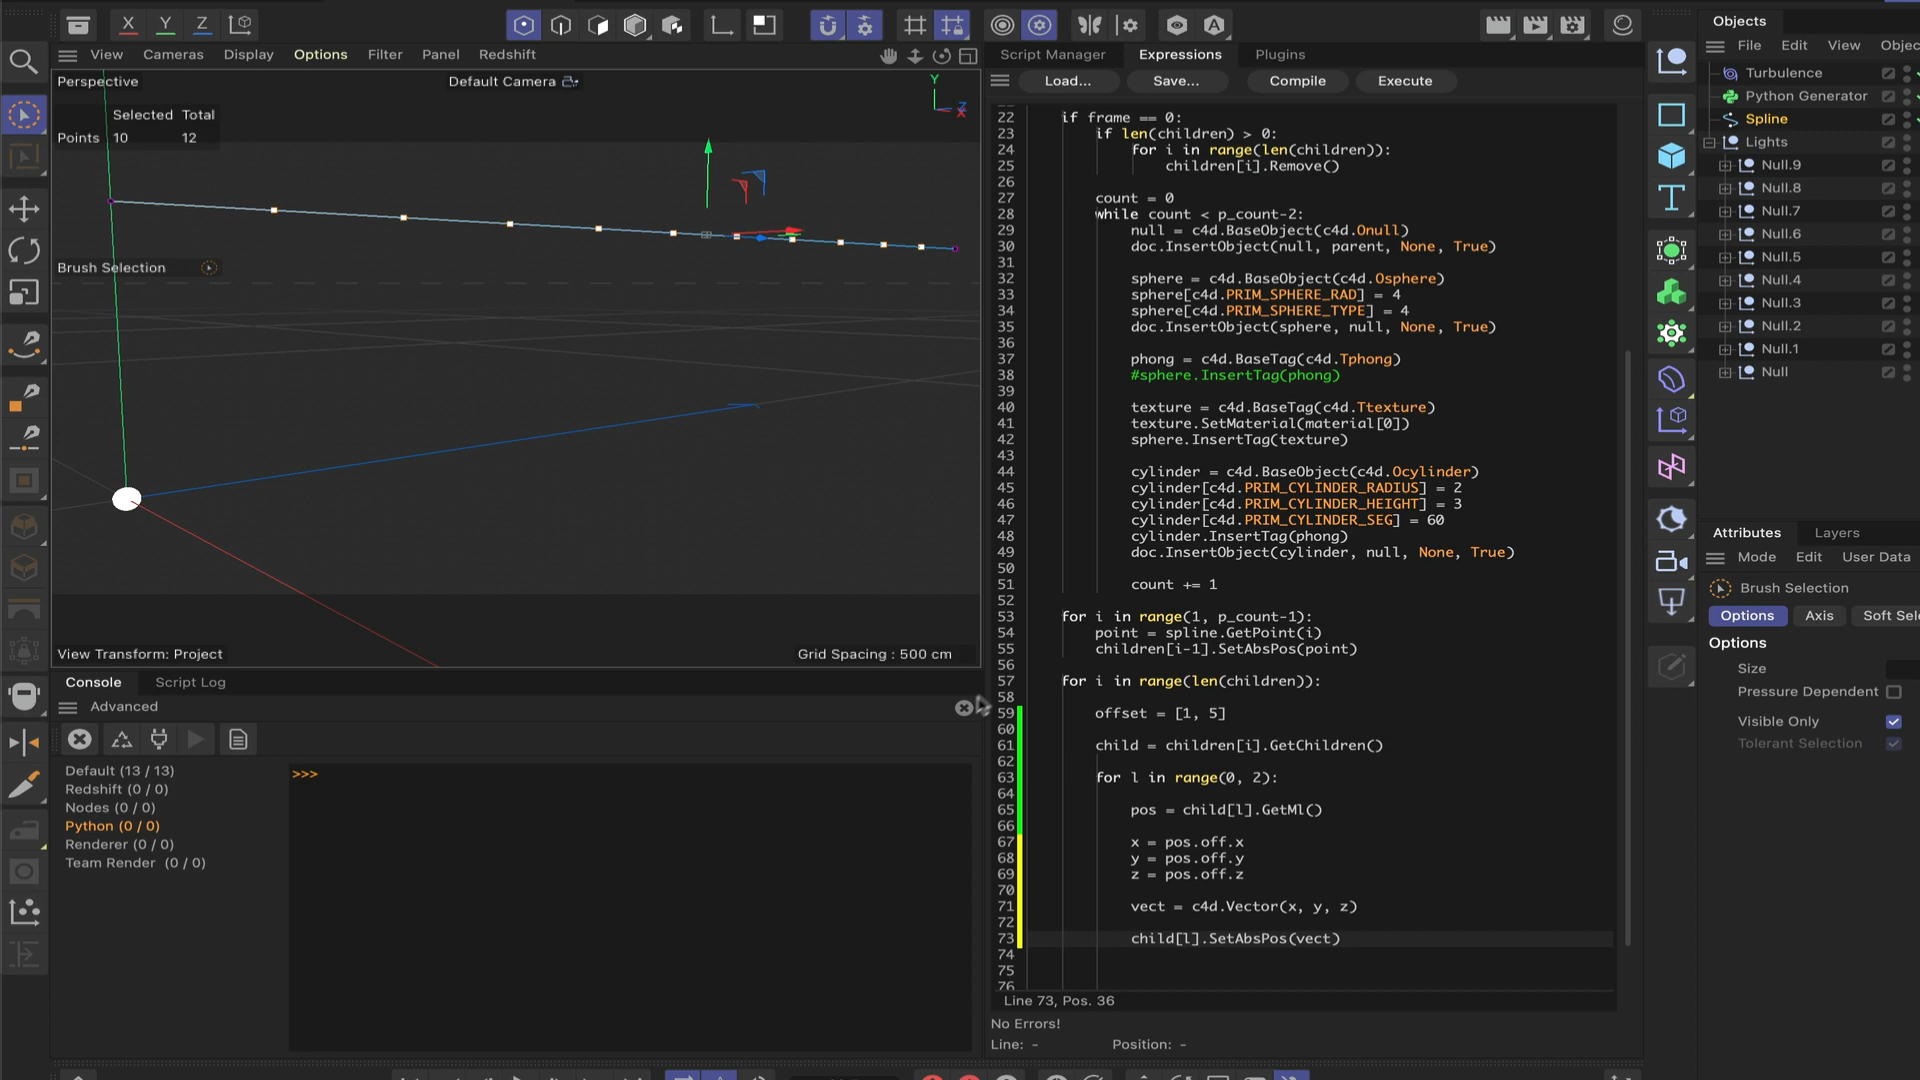 X Y Z
View Cameras Display Options Filter Panel Redshift
Perspective
Default Camera
Selected Total
Points 10 12
Y
Z
X
Brush Selection
View Transform: Project
Grid Spacing : 500 cm
Console Script Log
Advanced
Default (13 / 13)
Redshift (0 / 0)
Nodes (0 / 0)
Python (0 / 0)
Renderer (0 / 0)
Team Render (0 / 0)
>>>
Script Manager Expressions Plugins
Load... Save... Compile Execute
22 if frame == 0:
23 if len(children) > 0:
24 for i in range(len(children)):
25 children[i].Remove()
26
27 count = 0
28 while count < p_count-2:
29 null = c4d.BaseObject(c4d.Onull)
30 doc.InsertObject(null, parent, None, True)
31
32 sphere = c4d.BaseObject(c4d.Osphere)
33 sphere[c4d.PRIM_SPHERE_RAD] = 4
34 sphere[c4d.PRIM_SPHERE_TYPE] = 4
35 doc.InsertObject(sphere, null, None, True)
36
37 phong = c4d.BaseTag(c4d.Tphong)
38 #sphere.InsertTag(phong)
39
40 texture = c4d.BaseTag(c4d.Ttexture)
41 texture.SetMaterial(material[0])
42 sphere.InsertTag(texture)
43
44 cylinder = c4d.BaseObject(c4d.Ocylinder)
45 cylinder[c4d.PRIM_CYLINDER_RADIUS] = 2
46 cylinder[c4d.PRIM_CYLINDER_HEIGHT] = 3
47 cylinder[c4d.PRIM_CYLINDER_SEG] = 60
48 cylinder.InsertTag(phong)
49 doc.InsertObject(cylinder, null, None, True)
50
51 count += 1
52
53 for i in range(1, p_count-1):
54 point = spline.GetPoint(i)
55 children[i-1].SetAbsPos(point)
56
57 for i in range(len(children)):
58
59 offset = [1, 5]
60
61 child = children[i].GetChildren()
62
63 for l in range(0, 2):
64
65 pos = child[l].GetMl()
66
67 x = pos.off.x
68 y = pos.off.y
69 z = pos.off.z
70
71 vect = c4d.Vector(x, y, z)
72
73 child[l].SetAbsPos(vect)
74
75
76
Line 73, Pos. 36
No Errors!
Line: - Position: -
Objects
File Edit View Objec
Turbulence
Python Generator
Spline
Lights
Null.9
Null.8
Null.7
Null.6
Null.5
Null.4
Null.3
Null.2
Null.1
Null
Attributes Layers
Mode Edit User Data
Brush Selection
Options Axis Soft Sele
Options
Size
Pressure Dependent
Visible Only
Tolerant Selection